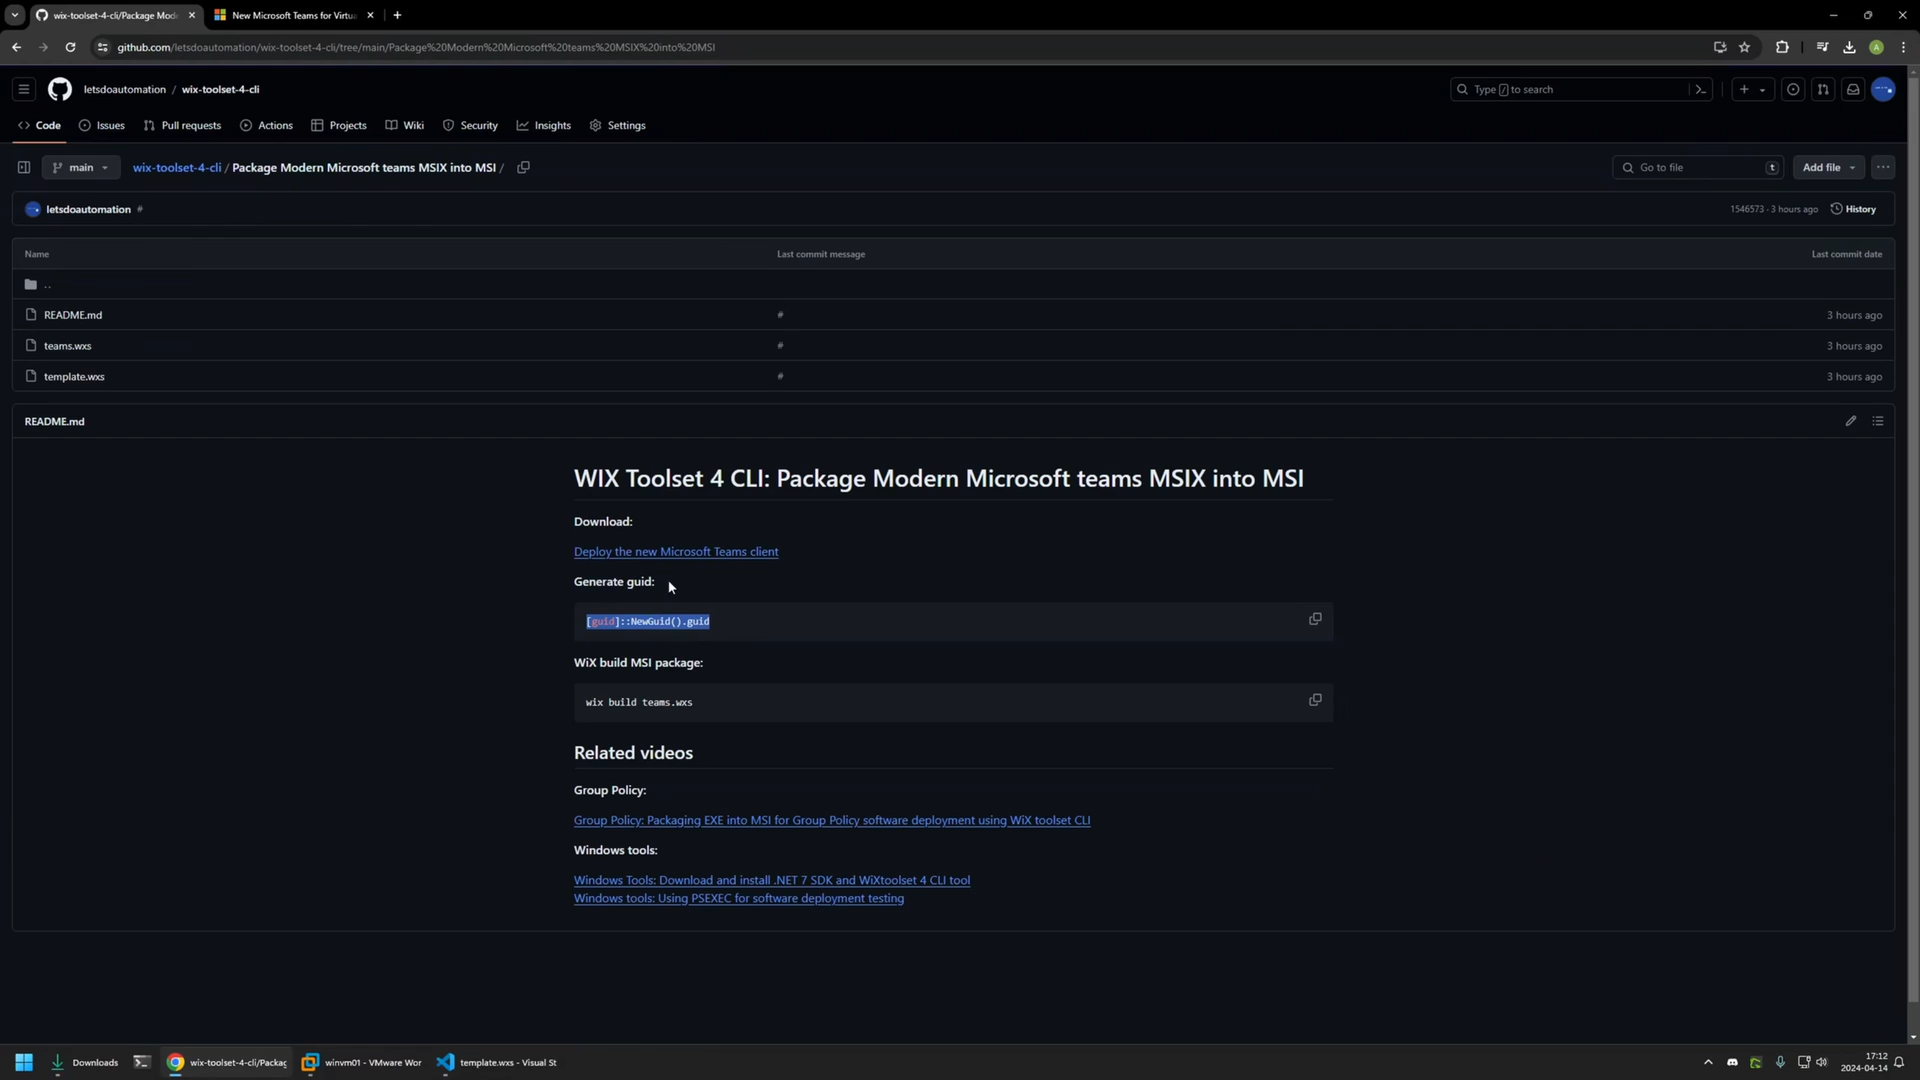 wix-toolset-4-cli/Package Mode
New Microsoft Teams for Virtua
github.com/letsdoautomation/wix-toolset-4-cli/tree/main/Package%20Modern%20Microsoft%20teams%20MSIX%20into%20MSI
A
letsdoautomation / wix-toolset-4-cli
Type / to search
Code
Issues
Pull requests
Actions
Projects
Wiki
Security
Insights
Settings
main
wix-toolset-4-cli / Package Modern Microsoft teams MSIX into MSI /
Go to file
t
Add file
letsdoautomation #
1546573 · 3 hours ago
History
Name
Last commit message
Last commit date
..
README.md
#
3 hours ago
teams.wxs
#
3 hours ago
template.wxs
#
3 hours ago
README.md
WIX Toolset 4 CLI: Package Modern Microsoft teams MSIX into MSI
Download:
Deploy the new Microsoft Teams client
Generate guid:
[guid]::NewGuid().guid
WiX build MSI package:
wix build teams.wxs
Related videos
Group Policy:
Group Policy: Packaging EXE into MSI for Group Policy software deployment using WiX toolset CLI
Windows tools:
Windows Tools: Download and install .NET 7 SDK and WiXtoolset 4 CLI tool
Windows tools: Using PSEXEC for software deployment testing
Downloads
wix-toolset-4-cli/Packag
winvm01 - VMware Wor
template.wxs - Visual St
17:12
2024-04-14